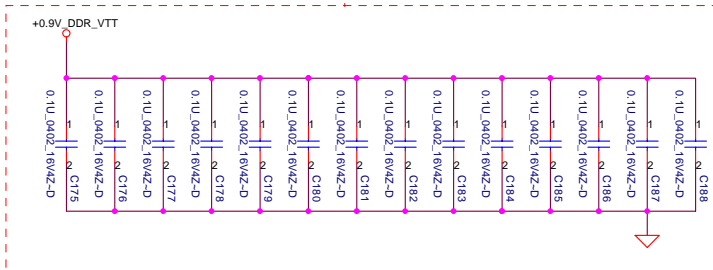 +0.9V_DDR_VTT
0.1U_0402_16V4Z~D
1
2
C175
0.1U_0402_16V4Z~D
1
2
C176
0.1U_0402_16V4Z~D
1
2
C177
0.1U_0402_16V4Z~D
1
2
C178
0.1U_0402_16V4Z~D
1
2
C179
0.1U_0402_16V4Z~D
1
2
C180
0.1U_0402_16V4Z~D
1
2
C181
0.1U_0402_16V4Z~D
1
2
C182
0.1U_0402_16V4Z~D
1
2
C183
0.1U_0402_16V4Z~D
1
2
C184
0.1U_0402_16V4Z~D
1
2
C185
0.1U_0402_16V4Z~D
1
2
C186
0.1U_0402_16V4Z~D
1
2
C187
0.1U_0402_16V4Z~D
1
2
C188